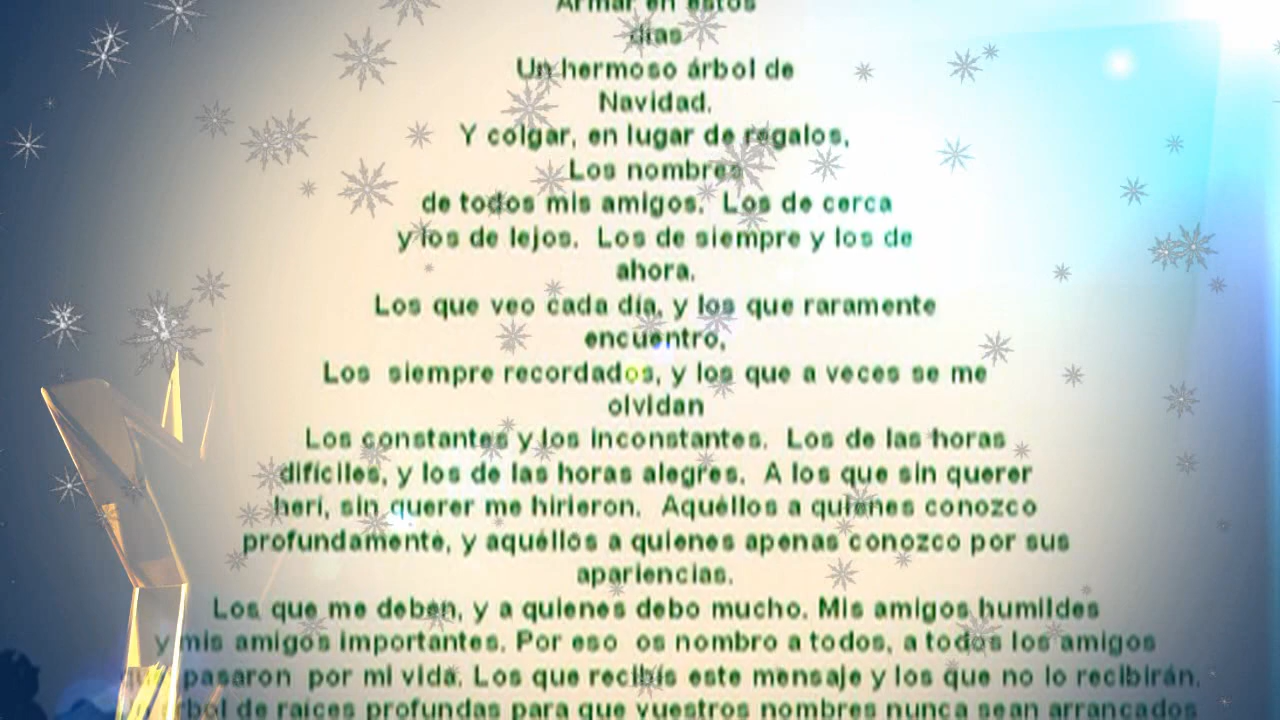 Armar en estos
días
Un hermoso árbol de
Navidad.
Y colgar, en lugar de regalos,
Los nombres
de todos mis amigos.  Los de cerca
y los de lejos.  Los de siempre y los de
ahora.
Los que veo cada día, y los que raramente
encuentro,
Los  siempre recordados, y los que a veces se me
olvidan
Los constantes y los inconstantes.  Los de las horas
difíciles, y los de las horas alegres.  A los que sin querer
herí, sin querer me hirieron.  Aquéllos a quienes conozco
profundamente, y aquéllos a quienes apenas conozco por sus
apariencias.
Los que me deben, y a quienes debo mucho. Mis amigos humildes
y mis amigos importantes. Por eso  os nombro a todos, a todos los amigos
que pasaron  por mi vida. Los que recibís este mensaje y los que no lo recibirán.
árbol de raíces profundas para que vuestros nombres nunca sean arrancados